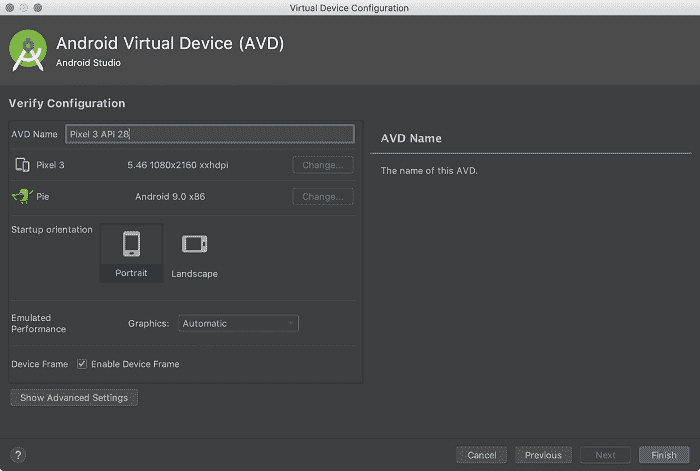 Virtual Device Configuration
Android Virtual Device (AVD)
Android Studio
Verify Configuration
AVD Name
Pixel 3 API 28
Pixel 3 5.46 1080x2160 xxhdpi Change...
Pie Android 9.0 x86 Change...
Startup orientation
Portrait
Landscape
Emulated
Performance
Graphics: Automatic
Device Frame Enable Device Frame
Show Advanced Settings
AVD Name
The name of this AVD.
?
Cancel
Previous
Next
Finish